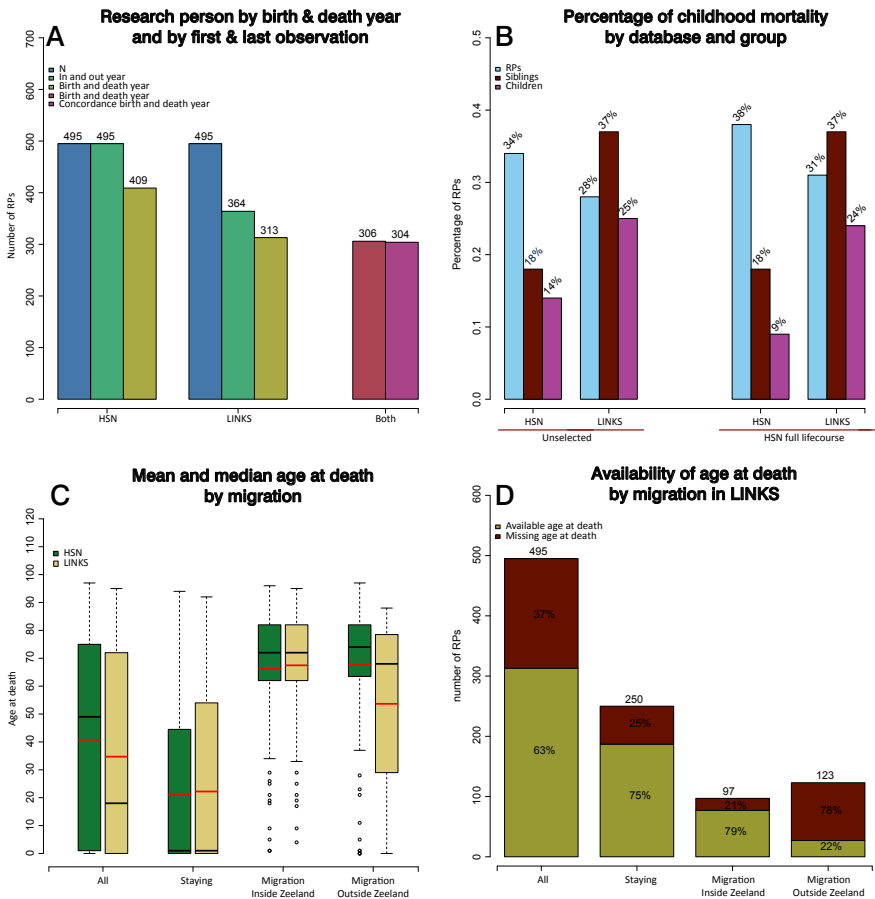 A
Research person by birth & death year
and by first & last observation
N
In and out year
Birth and death year
Birth and death year
Concordance birth and death year
Number of RPs
700
600
500
400
300
200
100
0
495
495
409
495
364
313
306
304
HSN
LINKS
Both
B
Percentage of childhood mortality
by database and group
RPs
Siblings
Children
Percentage of RPs
0.5
0.4
0.3
0.2
0.1
0.0
34%
18%
14%
28%
37%
25%
38%
18%
9%
31%
37%
24%
HSN
LINKS
HSN
LINKS
Unselected
HSN full lifecourse
C
Mean and median age at death
by migration
HSN
LINKS
Age at death
120
110
100
90
80
70
60
50
40
30
20
10
0
All
Staying
Migration
Inside Zeeland
Migration
Outside Zeeland
D
Availability of age at death
by migration in LINKS
Available age at death
Missing age at death
number of RPs
600
500
400
300
200
100
0
495
37%
63%
250
25%
75%
97
21%
79%
123
78%
22%
All
Staying
Migration
Inside Zeeland
Migration
Outside Zeeland